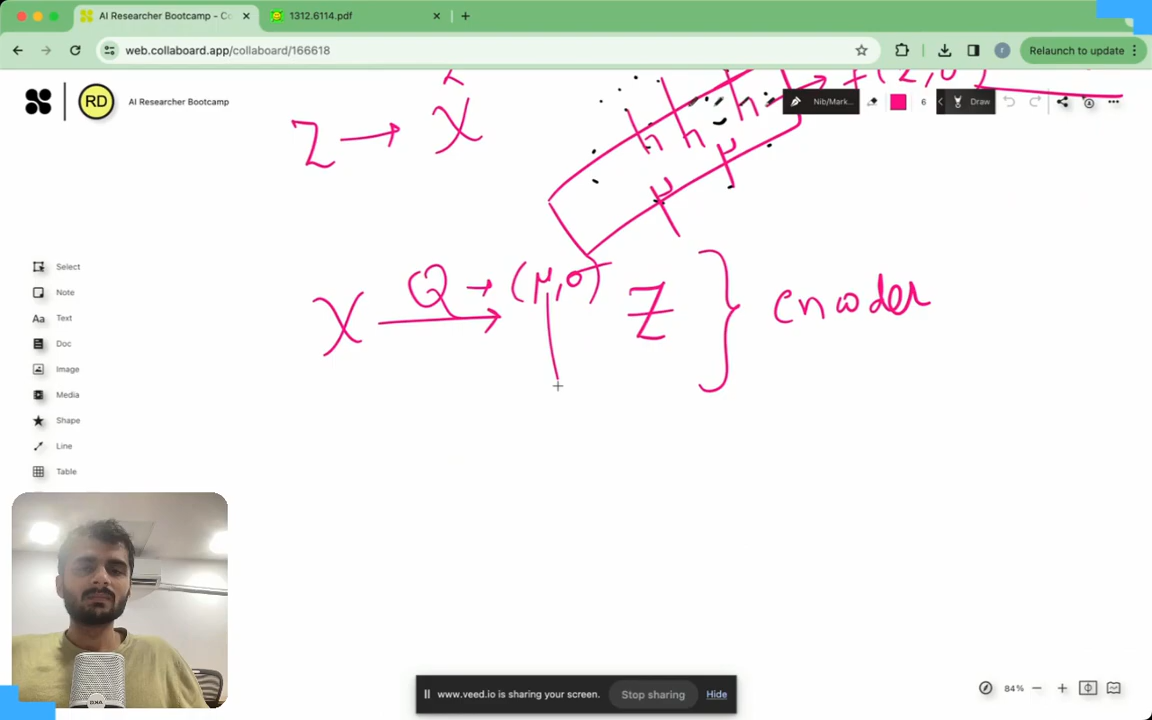 AI Researcher Bootcamp - Co
1312.6114.pdf
web.collaboard.app/collaboard/166618
r
Relaunch to update
RD
AI Researcher Bootcamp
Nib/Mark...
6
Draw
Z → X̂
h h h
μ μ
X Q → (μ, σ) Z } encoder
Select
Note
Aa Text
Doc
Image
Media
Shape
Line
Table
www.veed.io is sharing your screen.
Stop sharing
Hide
84%